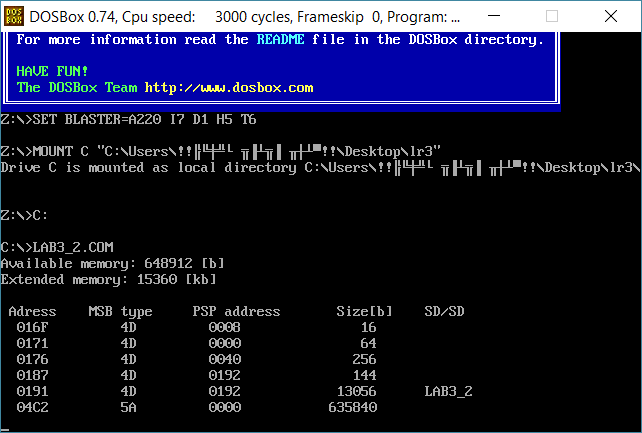 DOSBox 0.74, Cpu speed: 3000 cycles, Frameskip 0, Program: ...
For more information read the README file in the DOSBox directory.
HAVE FUN!
The DOSBox Team http://www.dosbox.com
Z:\>SET BLASTER=A220 I7 D1 H5 T6
Z:\>MOUNT C "C:\Users\!!\Desktop\lr3"
Drive C is mounted as local directory C:\Users\!!\Desktop\lr3\
Z:\>C:
C:\>LAB3_2.COM
Available memory: 648912 [b]
Extended memory: 15360 [kb]
Adress MSB type PSP address Size[b] SD/SD
016F 4D 0008 16
0171 4D 0000 64
0176 4D 0040 256
0187 4D 0192 144
0191 4D 0192 13056 LAB3_2
04C2 5A 0000 635840